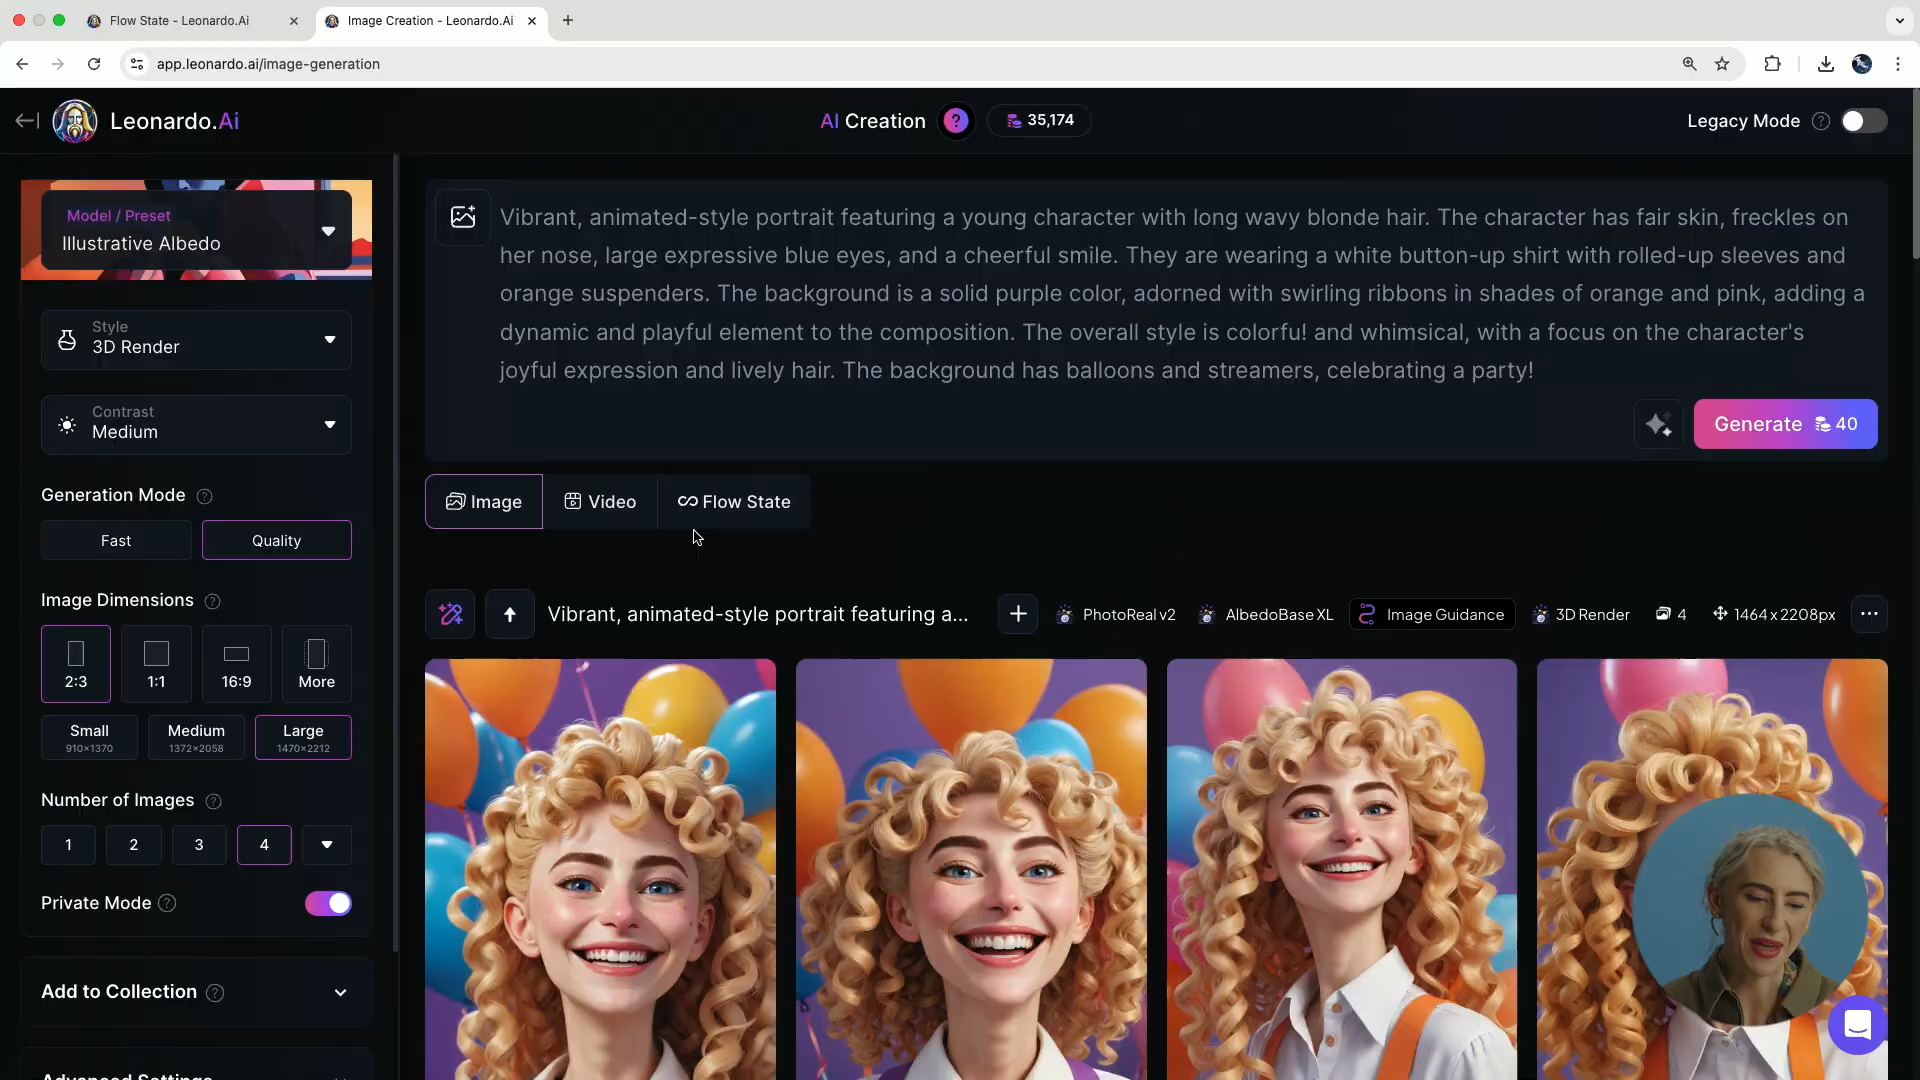 Flow State - Leonardo.Ai
Image Creation - Leonardo.Ai
app.leonardo.ai/image-generation
Leonardo.Ai
AI Creation
?
35,174
Legacy Mode ?
Model / Preset
Illustrative Albedo
Style
3D Render
Contrast
Medium
Generation Mode ?
Fast
Quality
Image Dimensions ?
2:3
1:1
16:9
More
Small
910×1370
Medium
1372×2058
Large
1470×2212
Number of Images ?
1
2
3
4
Private Mode ?
Add to Collection ?
Advanced Settings
Vibrant, animated-style portrait featuring a young character with long wavy blonde hair. The character has fair skin, freckles on
her nose, large expressive blue eyes, and a cheerful smile. They are wearing a white button-up shirt with rolled-up sleeves and
orange suspenders. The background is a solid purple color, adorned with swirling ribbons in shades of orange and pink, adding a
dynamic and playful element to the composition. The overall style is colorfu! and whimsical, with a focus on the character's
joyful expression and lively hair. The background has balloons and streamers, celebrating a party!
Generate 40
Image
Video
Flow State
Vibrant, animated-style portrait featuring a...
PhotoReal v2
AlbedoBase XL
Image Guidance
3D Render
4
1464 x 2208px